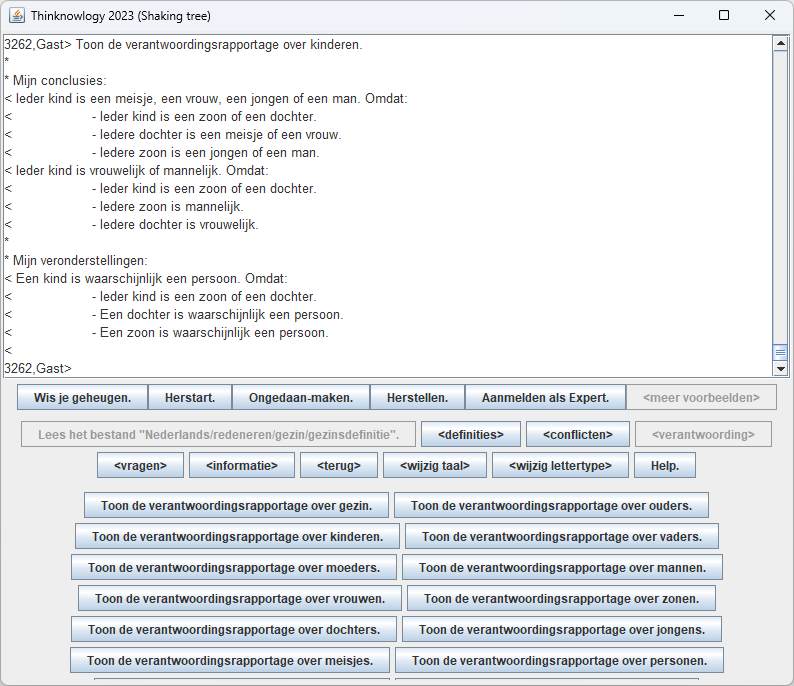 Thinknowlogy 2023 (Shaking tree)
3262,Gast> Toon de verantwoordingsrapportage over kinderen.
*
* Mijn conclusies:
< Ieder kind is een meisje, een vrouw, een jongen of een man. Omdat:
< - Ieder kind is een zoon of een dochter.
< - Iedere dochter is een meisje of een vrouw.
< - Iedere zoon is een jongen of een man.
< Ieder kind is vrouwelijk of mannelijk. Omdat:
< - Ieder kind is een zoon of een dochter.
< - Iedere zoon is mannelijk.
< - Iedere dochter is vrouwelijk.
*
* Mijn veronderstellingen:
< Een kind is waarschijnlijk een persoon. Omdat:
< - Ieder kind is een zoon of een dochter.
< - Een dochter is waarschijnlijk een persoon.
< - Een zoon is waarschijnlijk een persoon.
<
3262,Gast>
Wis je geheugen. Herstart. Ongedaan-maken. Herstellen. Aanmelden als Expert. <meer voorbeelden>
Lees het bestand "Nederlands/redeneren/gezin/gezinsdefinitie". <definities> <conflicten> <verantwoording>
<vragen> <informatie> <terug> <wijzig taal> <wijzig lettertype> Help.
Toon de verantwoordingsrapportage over gezin. Toon de verantwoordingsrapportage over ouders.
Toon de verantwoordingsrapportage over kinderen. Toon de verantwoordingsrapportage over vaders.
Toon de verantwoordingsrapportage over moeders. Toon de verantwoordingsrapportage over mannen.
Toon de verantwoordingsrapportage over vrouwen. Toon de verantwoordingsrapportage over zonen.
Toon de verantwoordingsrapportage over dochters. Toon de verantwoordingsrapportage over jongens.
Toon de verantwoordingsrapportage over meisjes. Toon de verantwoordingsrapportage over personen.